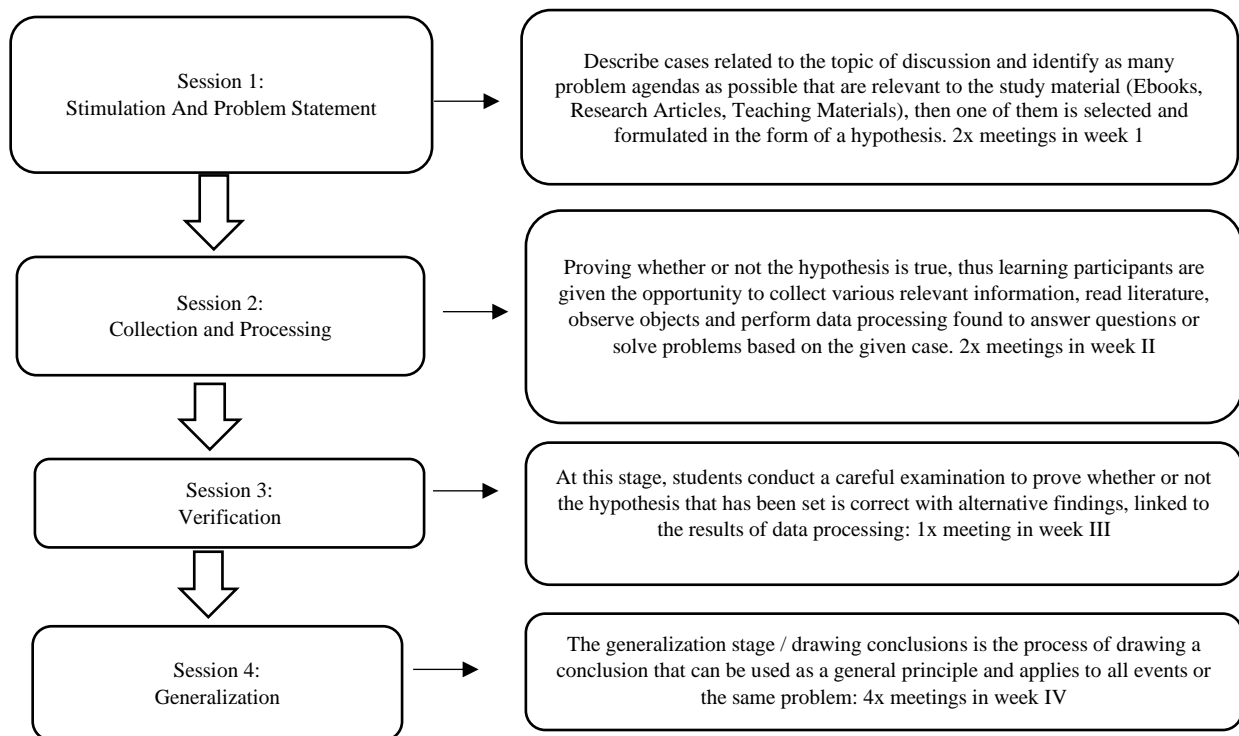 Session 1:
Stimulation And Problem Statement
Describe cases related to the topic of discussion and identify as many
problem agendas as possible that are relevant to the study material (Ebooks,
Research Articles, Teaching Materials), then one of them is selected and
formulated in the form of a hypothesis. 2x meetings in week 1
Session 2:
Collection and Processing
Proving whether or not the hypothesis is true, thus learning participants are
given the opportunity to collect various relevant information, read literature,
observe objects and perform data processing found to answer questions or
solve problems based on the given case. 2x meetings in week II
Session 3:
Verification
At this stage, students conduct a careful examination to prove whether or not
the hypothesis that has been set is correct with alternative findings, linked to
the results of data processing: 1x meeting in week III
Session 4:
Generalization
The generalization stage / drawing conclusions is the process of drawing a
conclusion that can be used as a general principle and applies to all events or
the same problem: 4x meetings in week IV